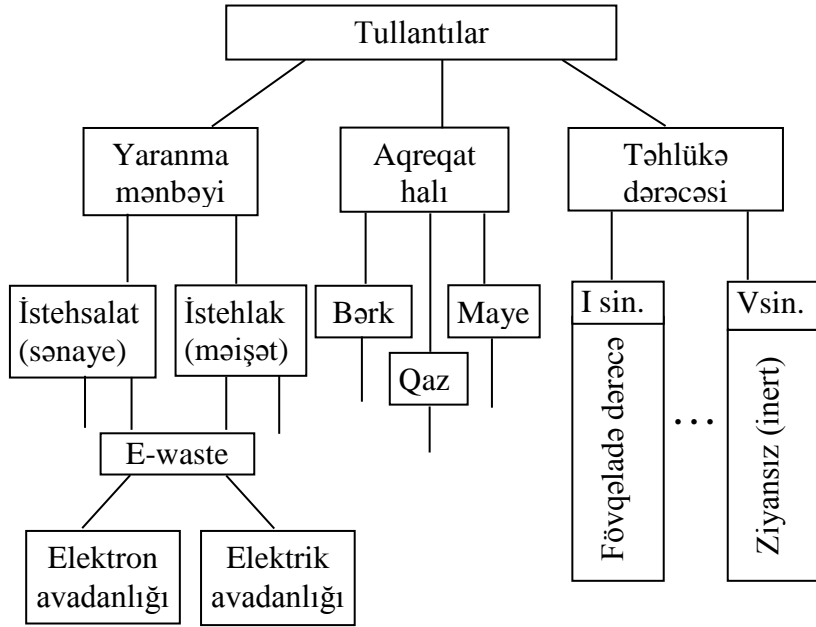 Tullantılar
Yaranma
mənbəyi
Aqreqat
halı
Təhlükə
dərəcəsi
İstehsalat
(sənaye)
İstehlak
(məişət)
Bərk
Qaz
Maye
I sin.
Vsin.
Fövqəladə dərəcə
...
Ziyansız (inert)
E-waste
Elektron
avadanlığı
Elektrik
avadanlığı